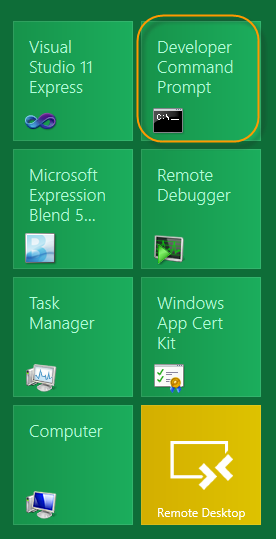 Visual
Studio 11
Express
Developer
Command
Prompt
C:\._
Microsoft
Expression
Blend 5...
Remote
Debugger
Task
Manager
Windows
App Cert
Kit
Computer
Remote Desktop